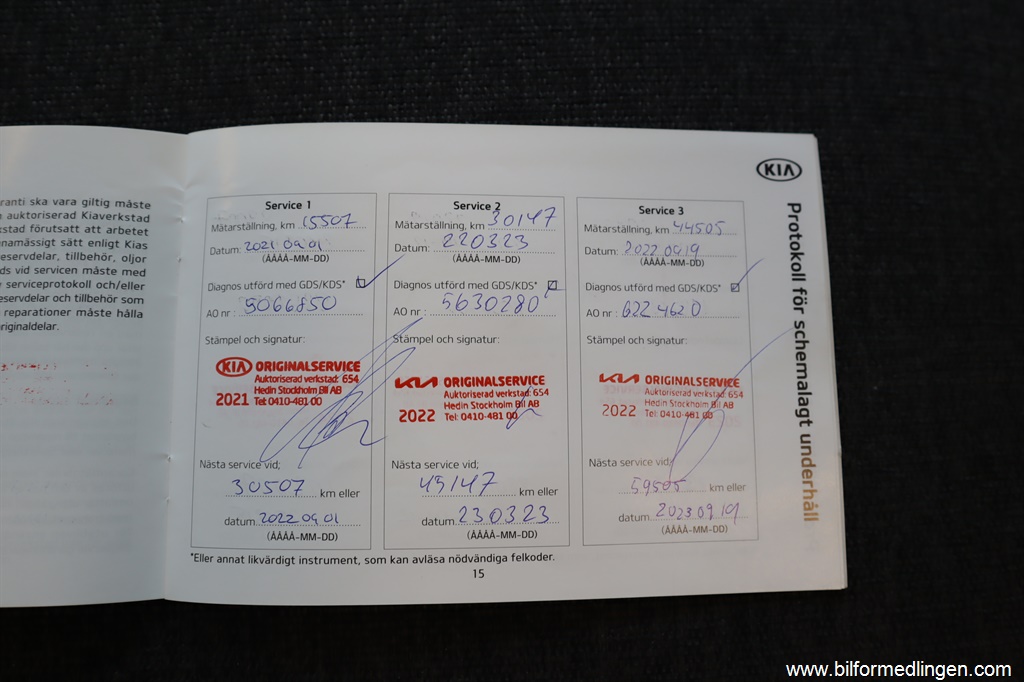 ranti ska vara giltig måste
auktoriserad Kiaverkstad
kstad förutsatt att arbetet
namässigt sätt enligt Kias
eservdelar, tillbehör, oljor
ds vid servicen måste med
serviceprotokoll och/eller
eservdelar och tillbehör som
reparationer måste hålla
riginaldelar.
KIA
Protokoll för schemalagt underhåll
Service 1
Mätarställning, km 15507
Datum: 2021 09 01
(ÅÅÅÅ-MM-DD)
Diagnos utförd med GDS/KDS*
AO nr : 5066850
Stämpel och signatur:
KIA ORIGINALSERVICE
Auktoriserad verkstad: 654
Hedin Stockholm Bil AB
2021 Tel: 0410-481 00
Nästa service vid;
30507 km eller
datum 2022 09 01
(ÅÅÅÅ-MM-DD)
Service 2
Mätarställning, km 30147
Datum: 220323
(ÅÅÅÅ-MM-DD)
Diagnos utförd med GDS/KDS*
AO nr : 5630280
Stämpel och signatur:
KIA ORIGINALSERVICE
Auktoriserad verkstad: 654
Hedin Stockholm Bil AB
2022 Tel: 0410-481 00
Nästa service vid;
45147 km eller
datum 230323
(ÅÅÅÅ-MM-DD)
Service 3
Mätarställning, km 44505
Datum: 2022 09 19
(ÅÅÅÅ-MM-DD)
Diagnos utförd med GDS/KDS*
AO nr : 6224620
Stämpel och signatur:
KIA ORIGINALSERVICE
Auktoriserad verkstad: 654
Hedin Stockholm Bil AB
2022 Tel: 0410-481 00
Nästa service vid;
59505 km eller
datum 2023 09 19
(ÅÅÅÅ-MM-DD)
*Eller annat likvärdigt instrument, som kan avläsa nödvändiga felkoder.
15
www.bilformedlingen.com